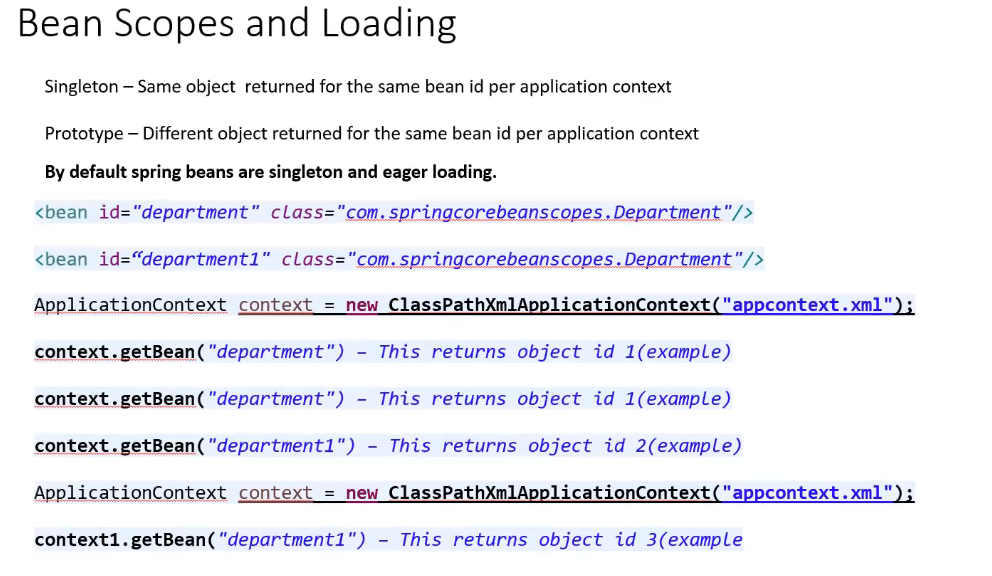 Bean Scopes and Loading
Singleton – Same object  returned for the same bean id per application context
Prototype – Different object returned for the same bean id per application context
By default spring beans are singleton and eager loading.
<bean id="department" class="com.springcorebeanscopes.Department"/>
<bean id=“department1" class="com.springcorebeanscopes.Department"/>
ApplicationContext context = new ClassPathXmlApplicationContext("appcontext.xml");
context.getBean("department") – This returns object id 1(example)
context.getBean("department") – This returns object id 1(example)
context.getBean("department1") – This returns object id 2(example)
ApplicationContext context = new ClassPathXmlApplicationContext("appcontext.xml");
context1.getBean("department1") – This returns object id 3(example